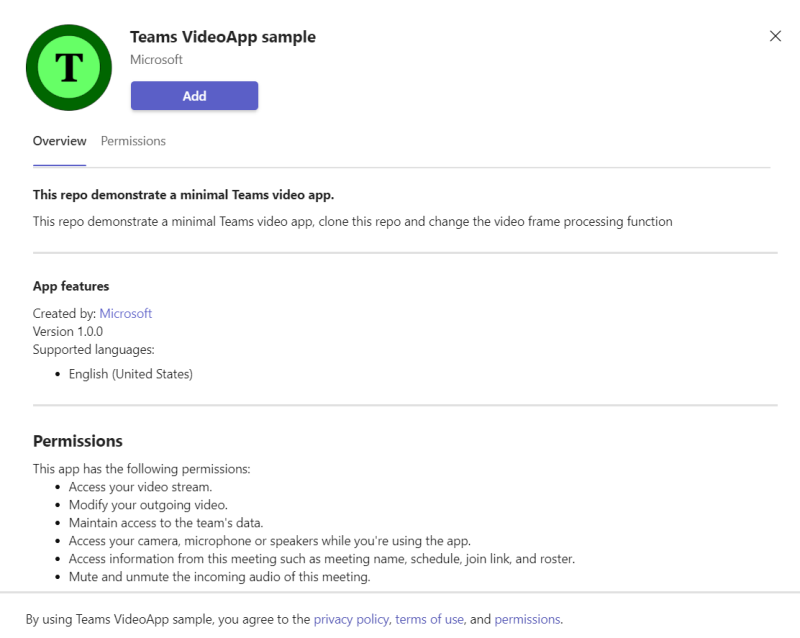 T
Teams VideoApp sample
Microsoft
Add
Overview Permissions
This repo demonstrate a minimal Teams video app.
This repo demonstrate a minimal Teams video app, clone this repo and change the video frame processing function
App features
Created by: Microsoft
Version 1.0.0
Supported languages:
• English (United States)
Permissions
This app has the following permissions:
• Access your video stream.
• Modify your outgoing video.
• Maintain access to the team's data.
• Access your camera, microphone or speakers while you're using the app.
• Access information from this meeting such as meeting name, schedule, join link, and roster.
• Mute and unmute the incoming audio of this meeting.
By using Teams VideoApp sample, you agree to the privacy policy, terms of use, and permissions.